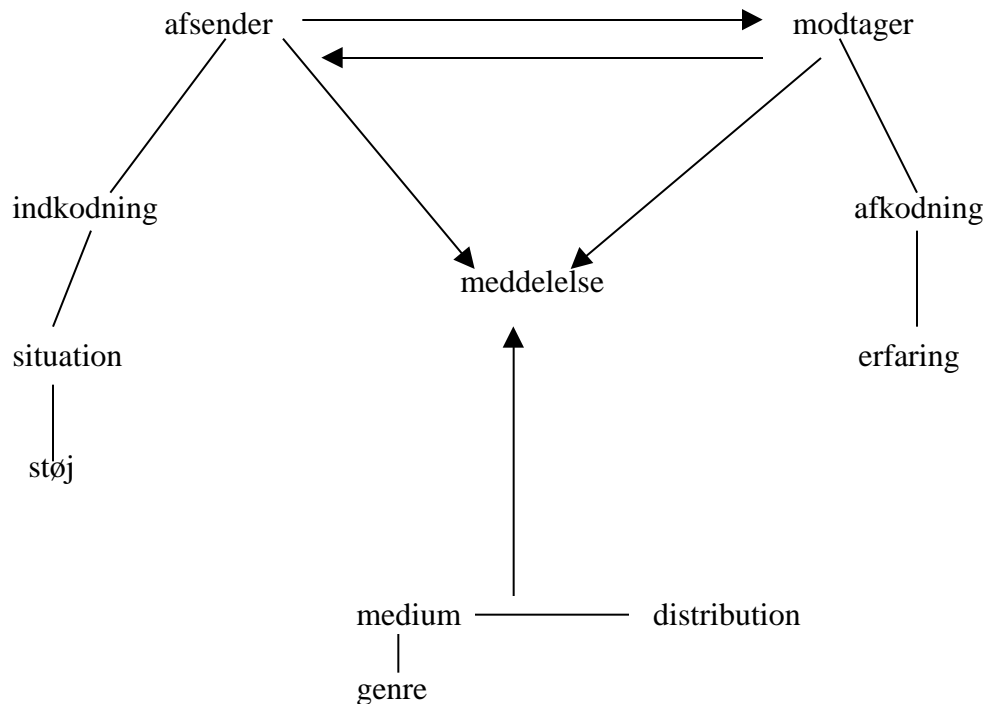 afsender
modtager
indkodning
afkodning
meddelelse
situation
erfaring
støj
medium
distribution
genre